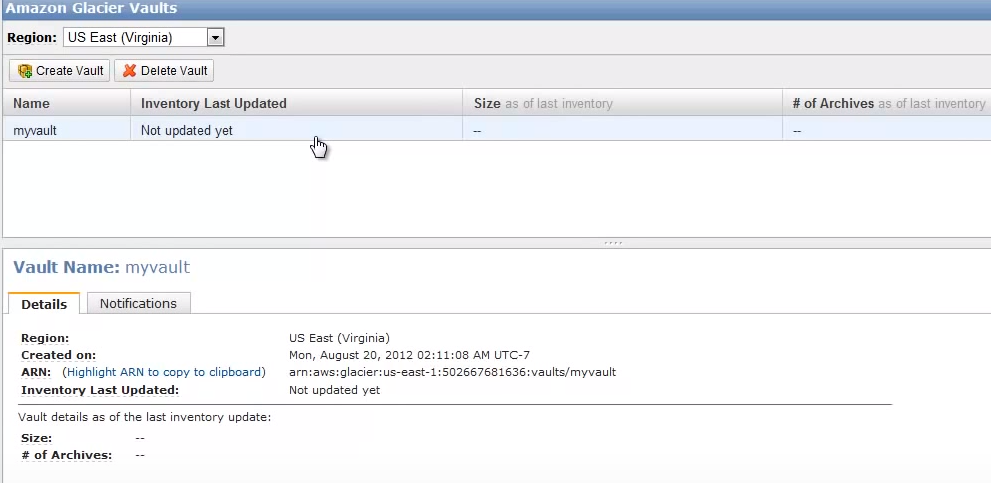 Amazon Glacier Vaults
Region: US East (Virginia)
Create Vault Delete Vault
Name Inventory Last Updated Size as of last inventory # of Archives as of last inventory
myvault Not updated yet -- --
Vault Name: myvault
Details Notifications
Region: US East (Virginia)
Created on: Mon, August 20, 2012 02:11:08 AM UTC-7
ARN: (Highlight ARN to copy to clipboard) arn:aws:glacier:us-east-1:502667681636:vaults/myvault
Inventory Last Updated: Not updated yet
Vault details as of the last inventory update:
Size: --
# of Archives: --